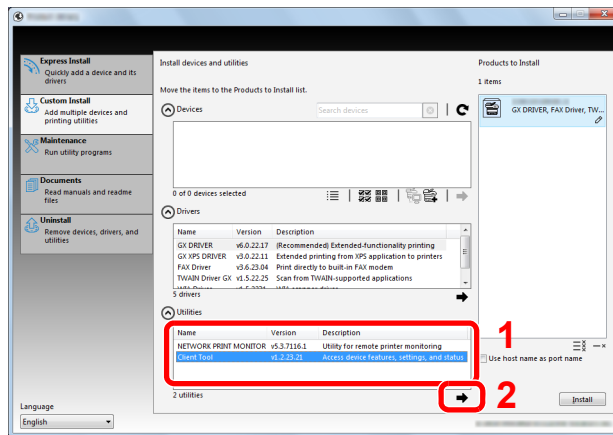 Express Install
Quickly add a device and its
drivers
Custom Install
Add multiple devices and
printing utilities
Maintenance
Run utility programs
Documents
Read manuals and readme
files
Uninstall
Remove devices, drivers, and
utilities
Language
English
Install devices and utilities
Move the items to the Products to Install list.
Devices
Search devices
0 of 0 devices selected
Drivers
Name Version Description
GX DRIVER v6.0.22.17 (Recommended) Extended-functionality printing
GX XPS DRIVER v3.0.22.11 Extended printing from XPS application to printers
FAX Driver v3.6.23.04 Print directly to built-in FAX modem
TWAIN Driver GX v1.5.22.25 Scan from TWAIN-supported applications
5 drivers
Utilities
Name Version Description
NETWORK PRINT MONITOR v5.3.7116.1 Utility for remote printer monitoring
Client Tool v1.2.23.21 Access device features, settings, and status
2 utilities
1
2
Products to Install
1 items
GX DRIVER, FAX Driver, TW...
Use host name as port name
Install